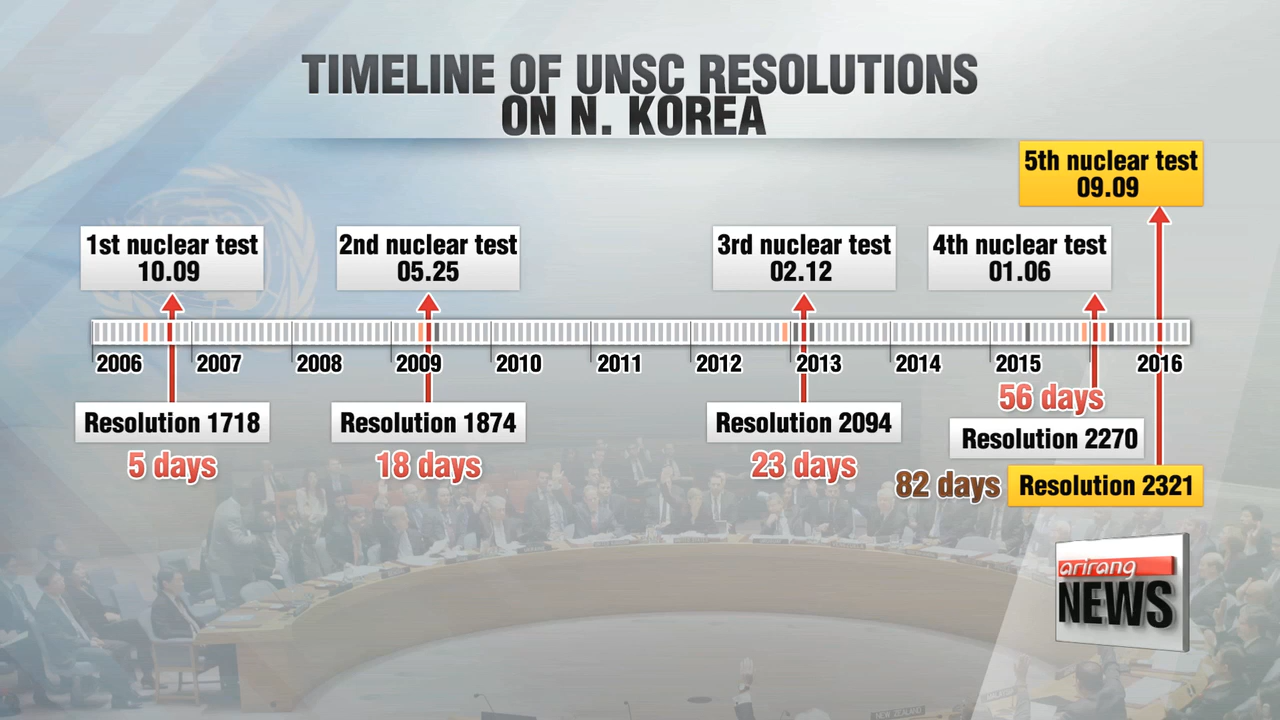 TIMELINE OF UNSC RESOLUTIONS
ON N. KOREA
5th nuclear test
09.09
1st nuclear test
10.09
2nd nuclear test
05.25
3rd nuclear test
02.12
4th nuclear test
01.06
2006 2007 2008 2009 2010 2011 2012 2013 2014 2015 2016
56 days
Resolution 1718
Resolution 1874
Resolution 2094
Resolution 2270
5 days
18 days
23 days
82 days
Resolution 2321
arirang
NEWS
NEW ZEALAND